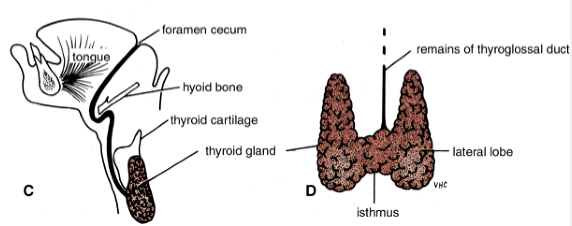 foramen cecum
tongue
hyoid bone
thyroid cartilage
thyroid gland
C
remains of thyroglossal duct
lateral lobe
VHC
D
isthmus